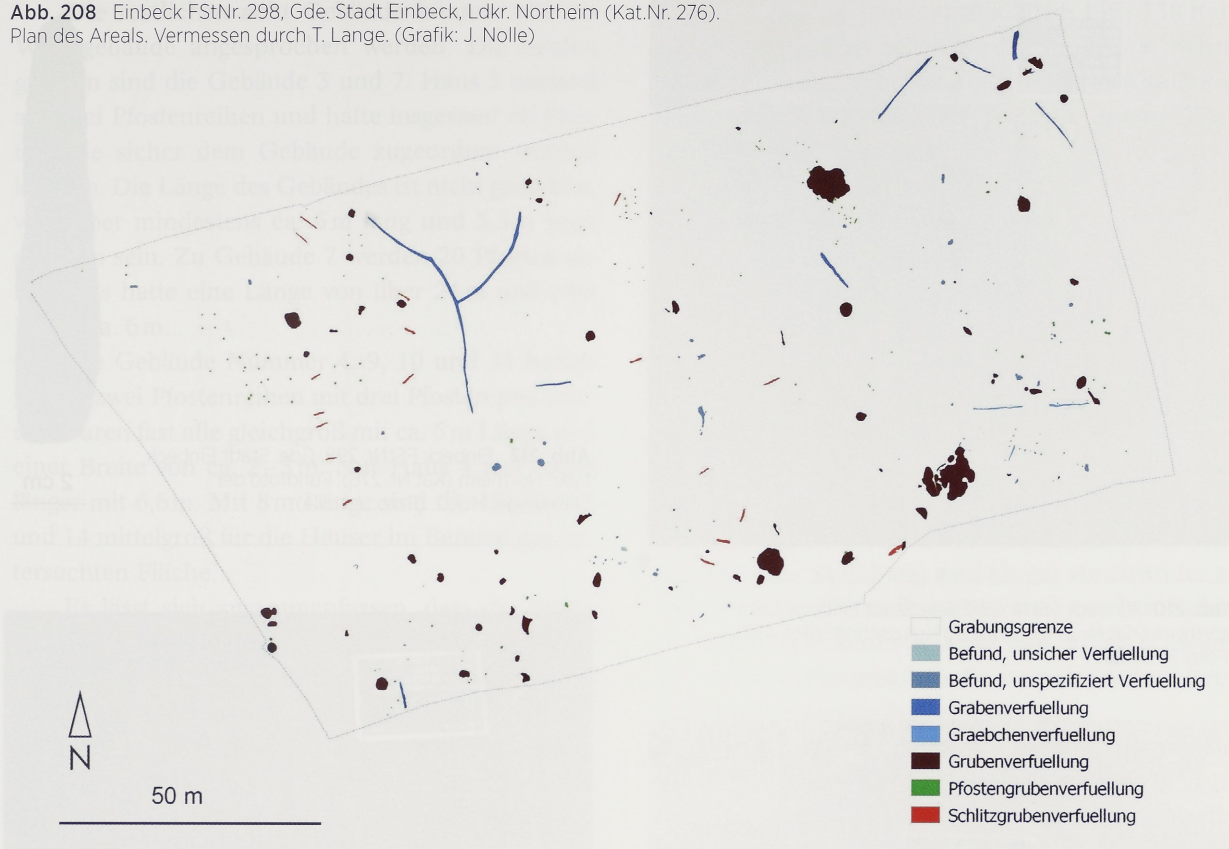 Abb. 208 Einbeck FStNr. 298, Gde. Stadt Einbeck, Ldkr. Northeim (Kat.Nr. 276).
Plan des Areals. Vermessen durch T. Lange. (Grafik: J. Nolle)
Grabungsgrenze
Befund, unsicher Verfuellung
Befund, unspezifiziert Verfuellung
Grabenverfuellung
Graebchenverfuellung
Grubenverfuellung
Pfostengrubenverfuellung
Schlitzgrubenverfuellung
N
50 m